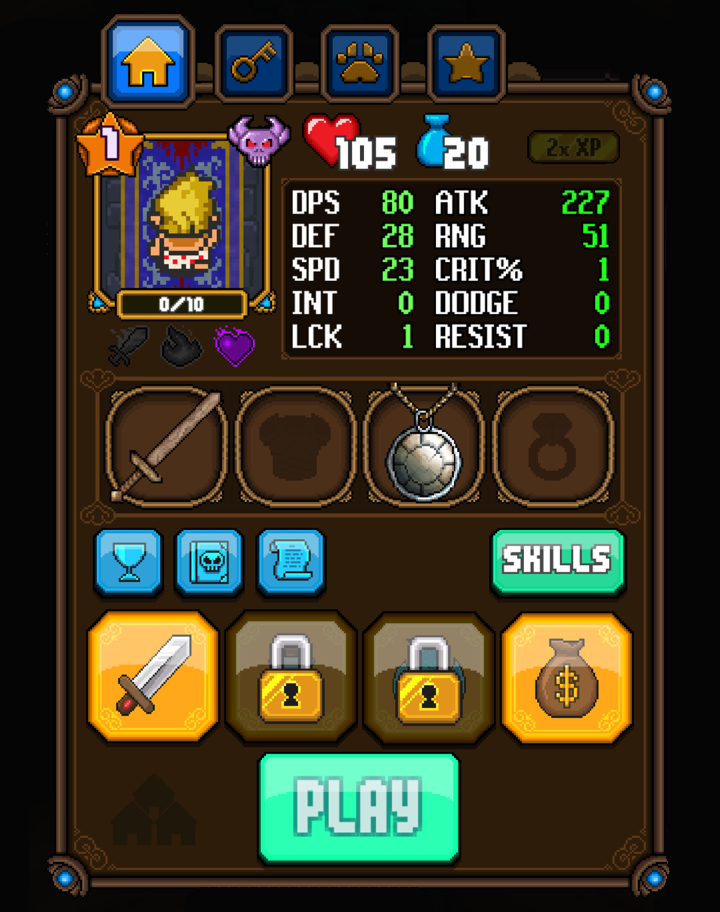 1
105
20
2x XP
0/10
DPS 80 ATK 227
DEF 28 RNG 51
SPD 23 CRIT% 1
INT 0 DODGE 0
LCK 1 RESIST 0
SKILLS
$
PLAY